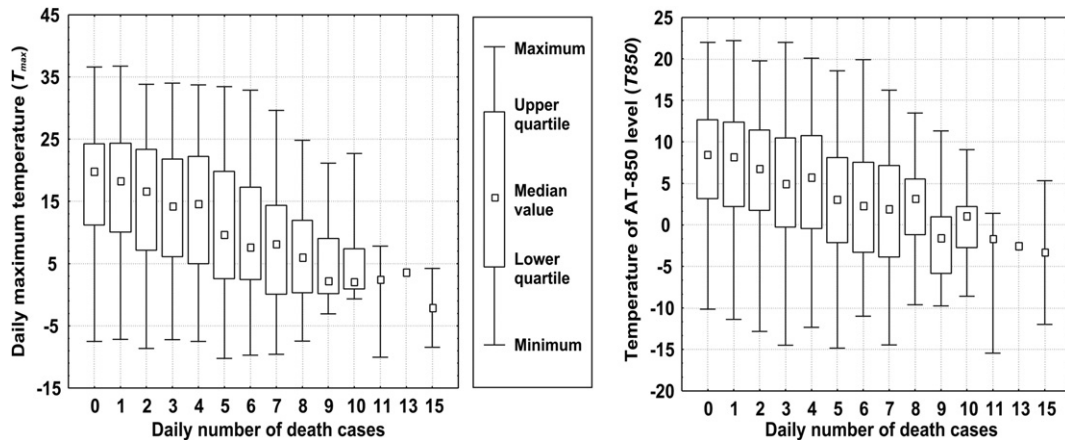 Daily maximum temperature (Tmax)
45
35
25
15
5
-5
-15
0 1 2 3 4 5 6 7 8 9 10 11 13 15
Daily number of death cases
Maximum
Upper
quartile
Median
value
Lower
quartile
Minimum
Temperature of AT-850 level (T850)
25
20
15
10
5
0
-5
-10
-15
-20
0 1 2 3 4 5 6 7 8 9 10 11 13 15
Daily number of death cases